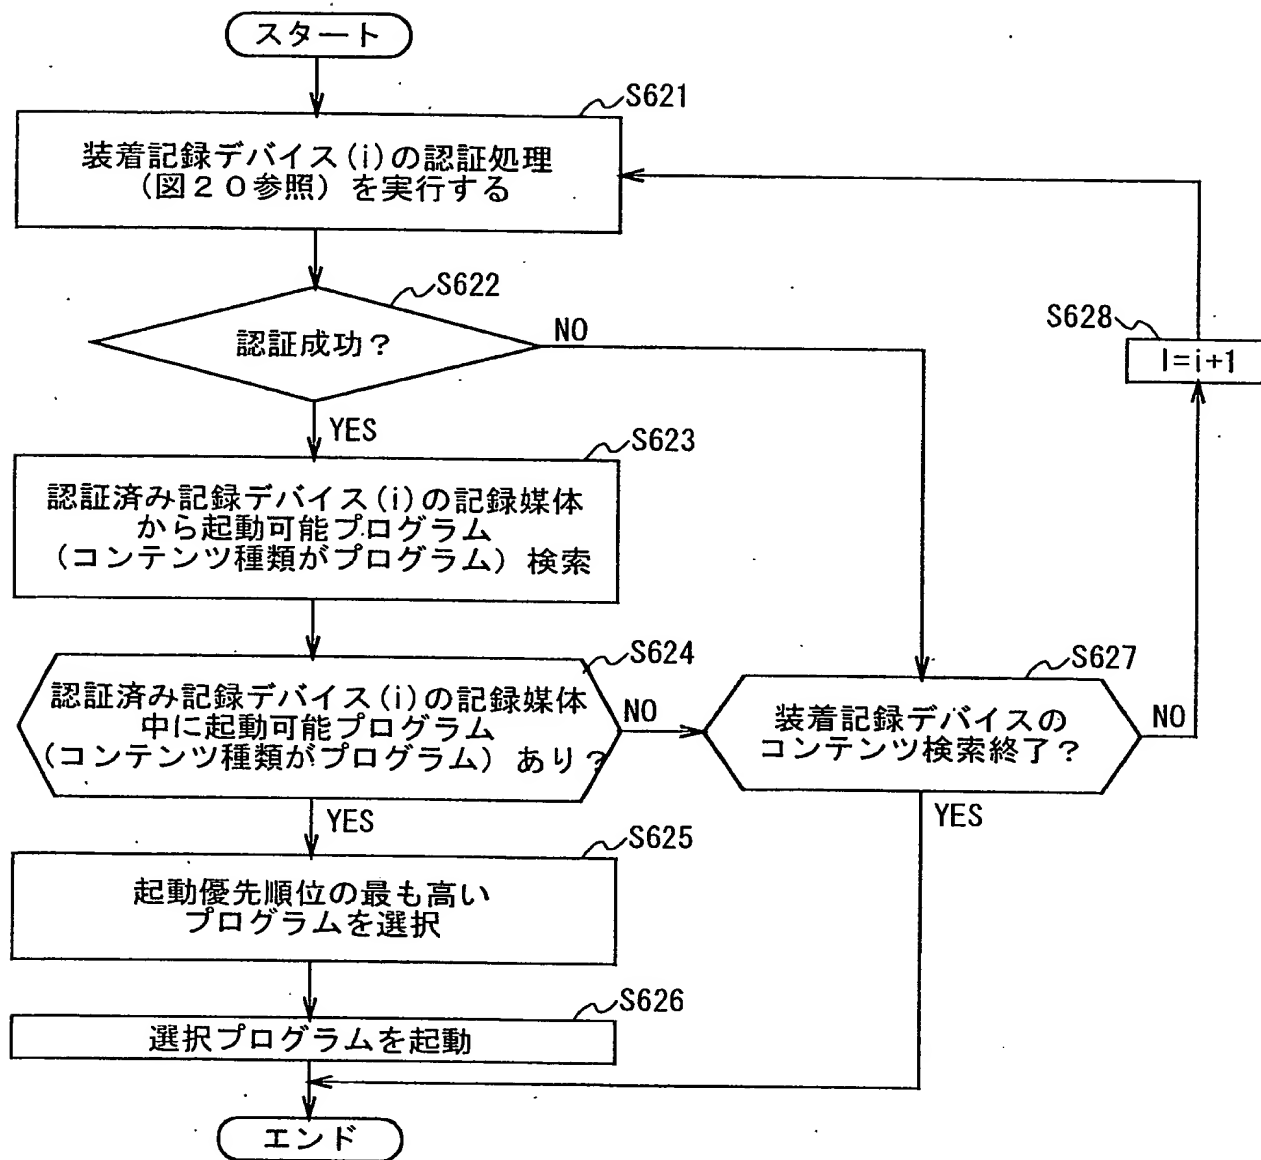 スタート
S621
装着記録デバイス(i)の認証処理
(図20参照)を実行する
S622
認証成功?
NO
YES
S628
I=i+1
S623
認証済み記録デバイス(i)の記録媒体
から起動可能プログラム
(コンテンツ種類がプログラム)検索
S624
認証済み記録デバイス(i)の記録媒体
中に起動可能プログラム
(コンテンツ種類がプログラム)あり?
NO
YES
S627
装着記録デバイスの
コンテンツ検索終了?
NO
YES
S625
起動優先順位の最も高い
プログラムを選択
S626
選択プログラムを起動
エンド